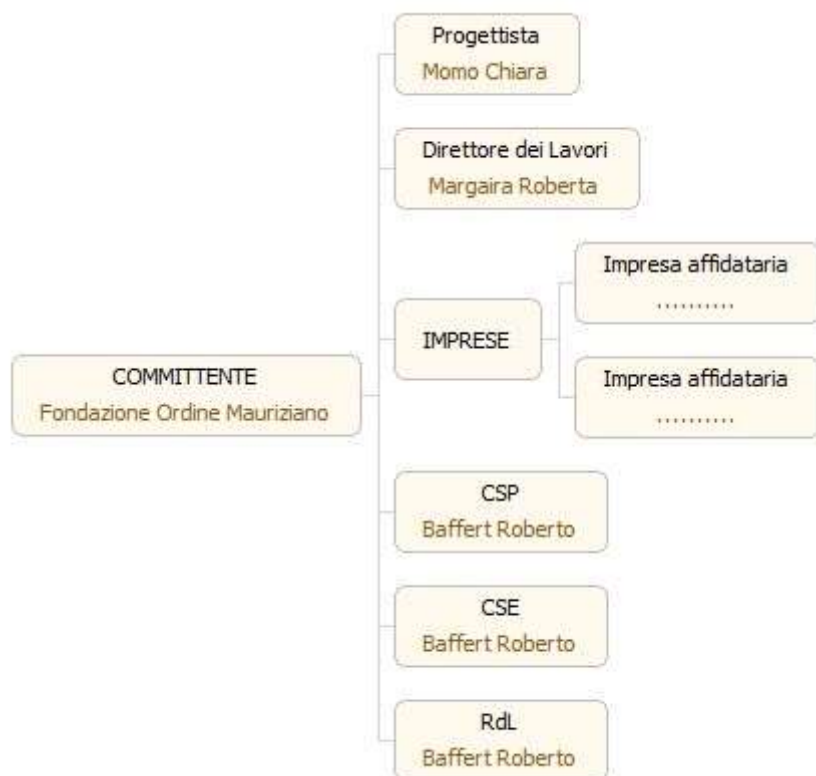 Progettista
Momo Chiara
Direttore dei Lavori
Margaira Roberta
Impresa affidataria
..........
IMPRESE
Impresa affidataria
..........
COMMITTENTE
Fondazione Ordine Mauriziano
CSP
Baffert Roberto
CSE
Baffert Roberto
RdL
Baffert Roberto